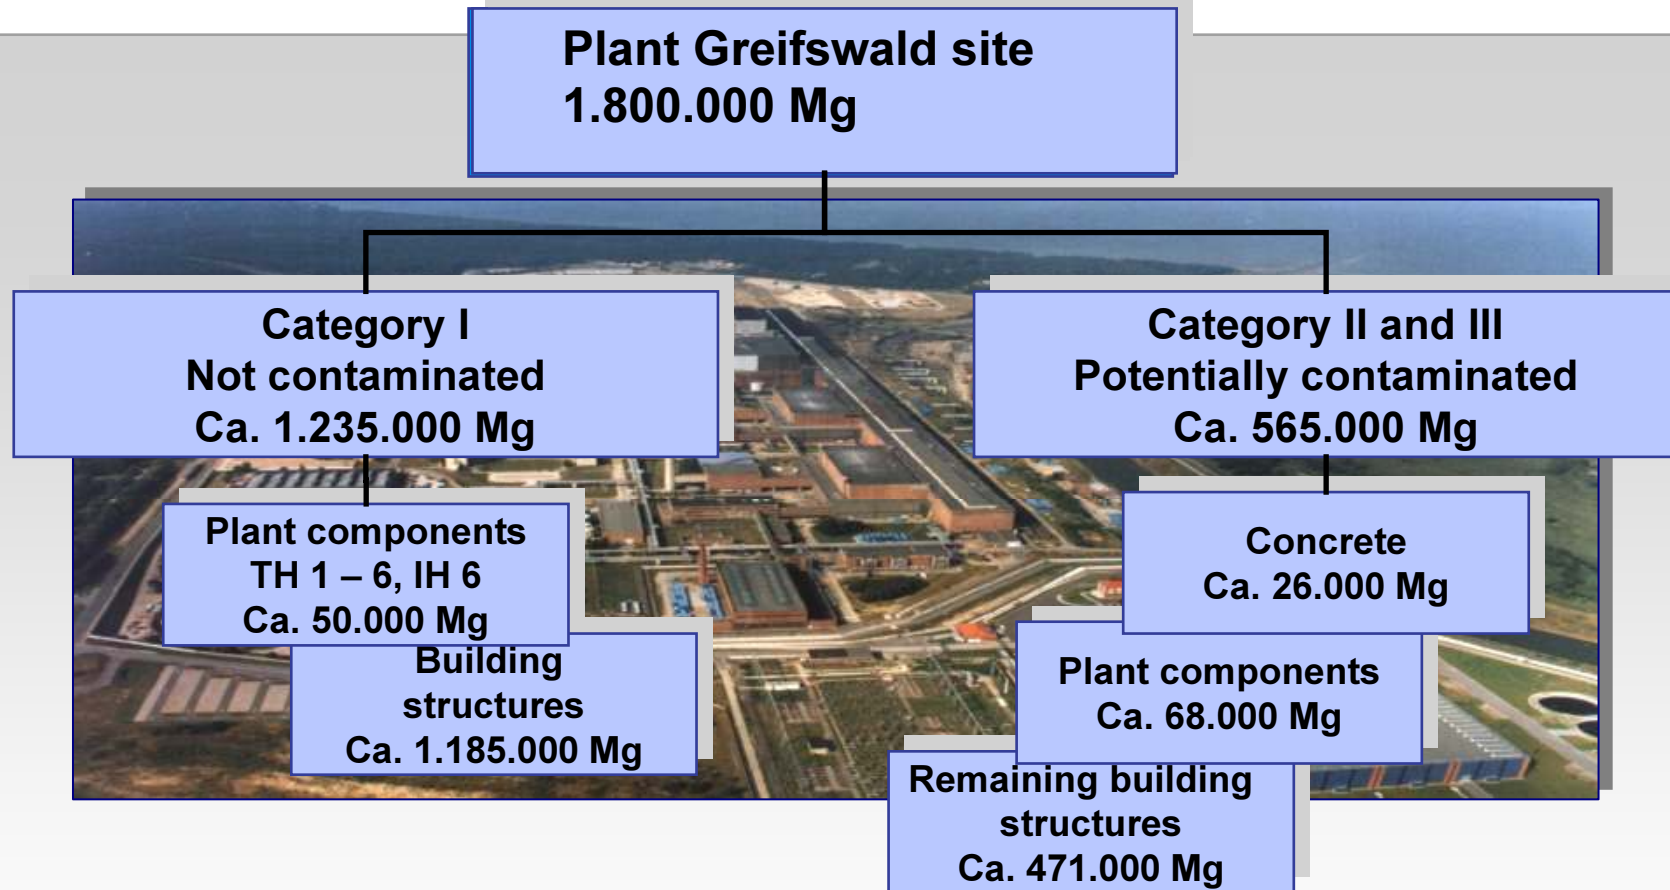 Plant Greifswald site
1.800.000 Mg
Category I
Not contaminated
Ca. 1.235.000 Mg
Category II and III
Potentially contaminated
Ca. 565.000 Mg
Plant components
TH 1 – 6, IH 6
Ca. 50.000 Mg
Building
structures
Ca. 1.185.000 Mg
Concrete
Ca. 26.000 Mg
Plant components
Ca. 68.000 Mg
Remaining building
structures
Ca. 471.000 Mg